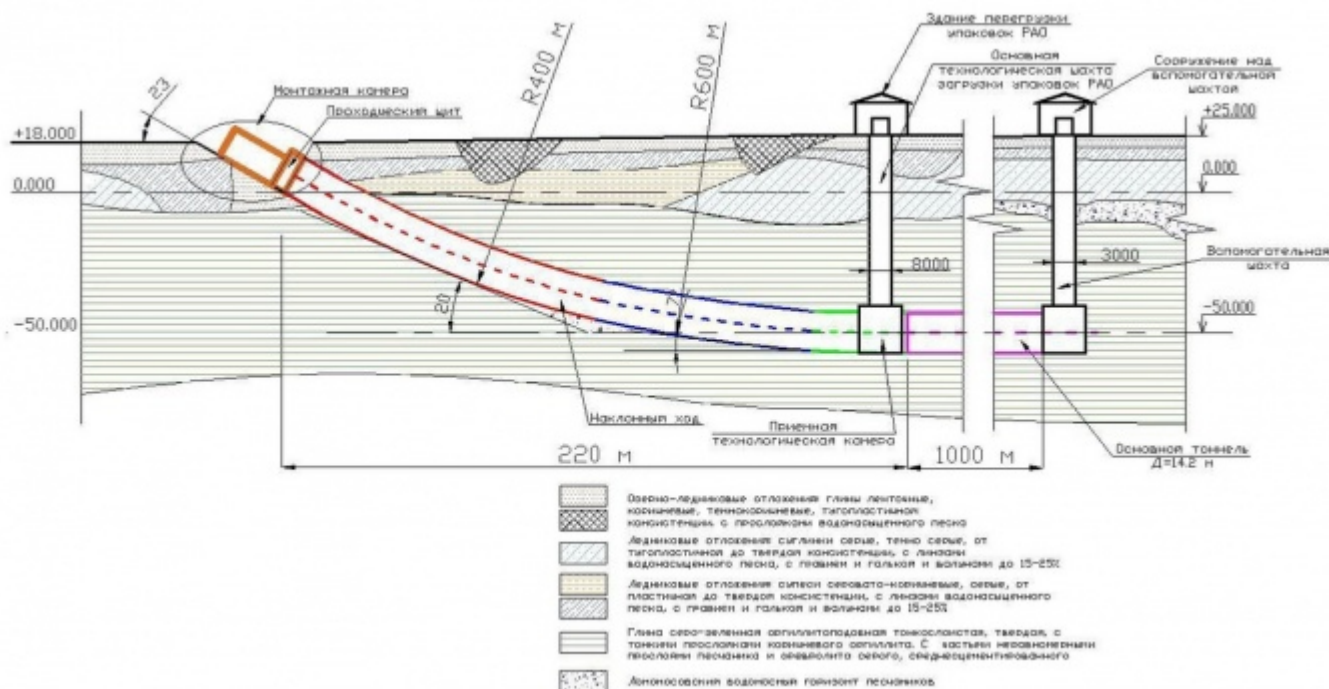 Здание перегрузки
упаковок РАО
Основная
технологическая шахта
загрузки упаковок РАО
Сооружение над
вспомогательной
шахтой
R400 м
R600 м
23
Монтажная камера
Проходческий щит
+18.000
+25.000
0.000
0.000
8000
3000
Вспомогательная
шахта
20
-50.000
-50.000
Наклонный ход
Приемная
технологическая камера
Основной тоннель
Д=14.2 м
220 м
1000 м
Озерно-ледниковые отложения глины ленточные,
коричневые, темнокоричневые, тугопластичной
консистенции, с прослойками водонасыщенного песка
Ледниковые отложения суглинки серые, темно серые, от
тугопластичной до твердой консистенции, с линзами
водонасыщенного песка, с гравием и галькой и валунами до 15-25%
Ледниковые отложения супеси серовато-коричневые, серые, от
пластичной до твердой консистенции, с линзами водонасыщенного
песка, с гравием и галькой и валунами до 15-25%
Глина серо-зеленная аргиллитоподобная тонкослоистая, твердая, с
тонкими прослойками коричневого аргиллита. С частыми неравномерными
прослоями песчаника и алевролита серого, среднесцементированного
Ломоносовский водоносный горизонт песчаников